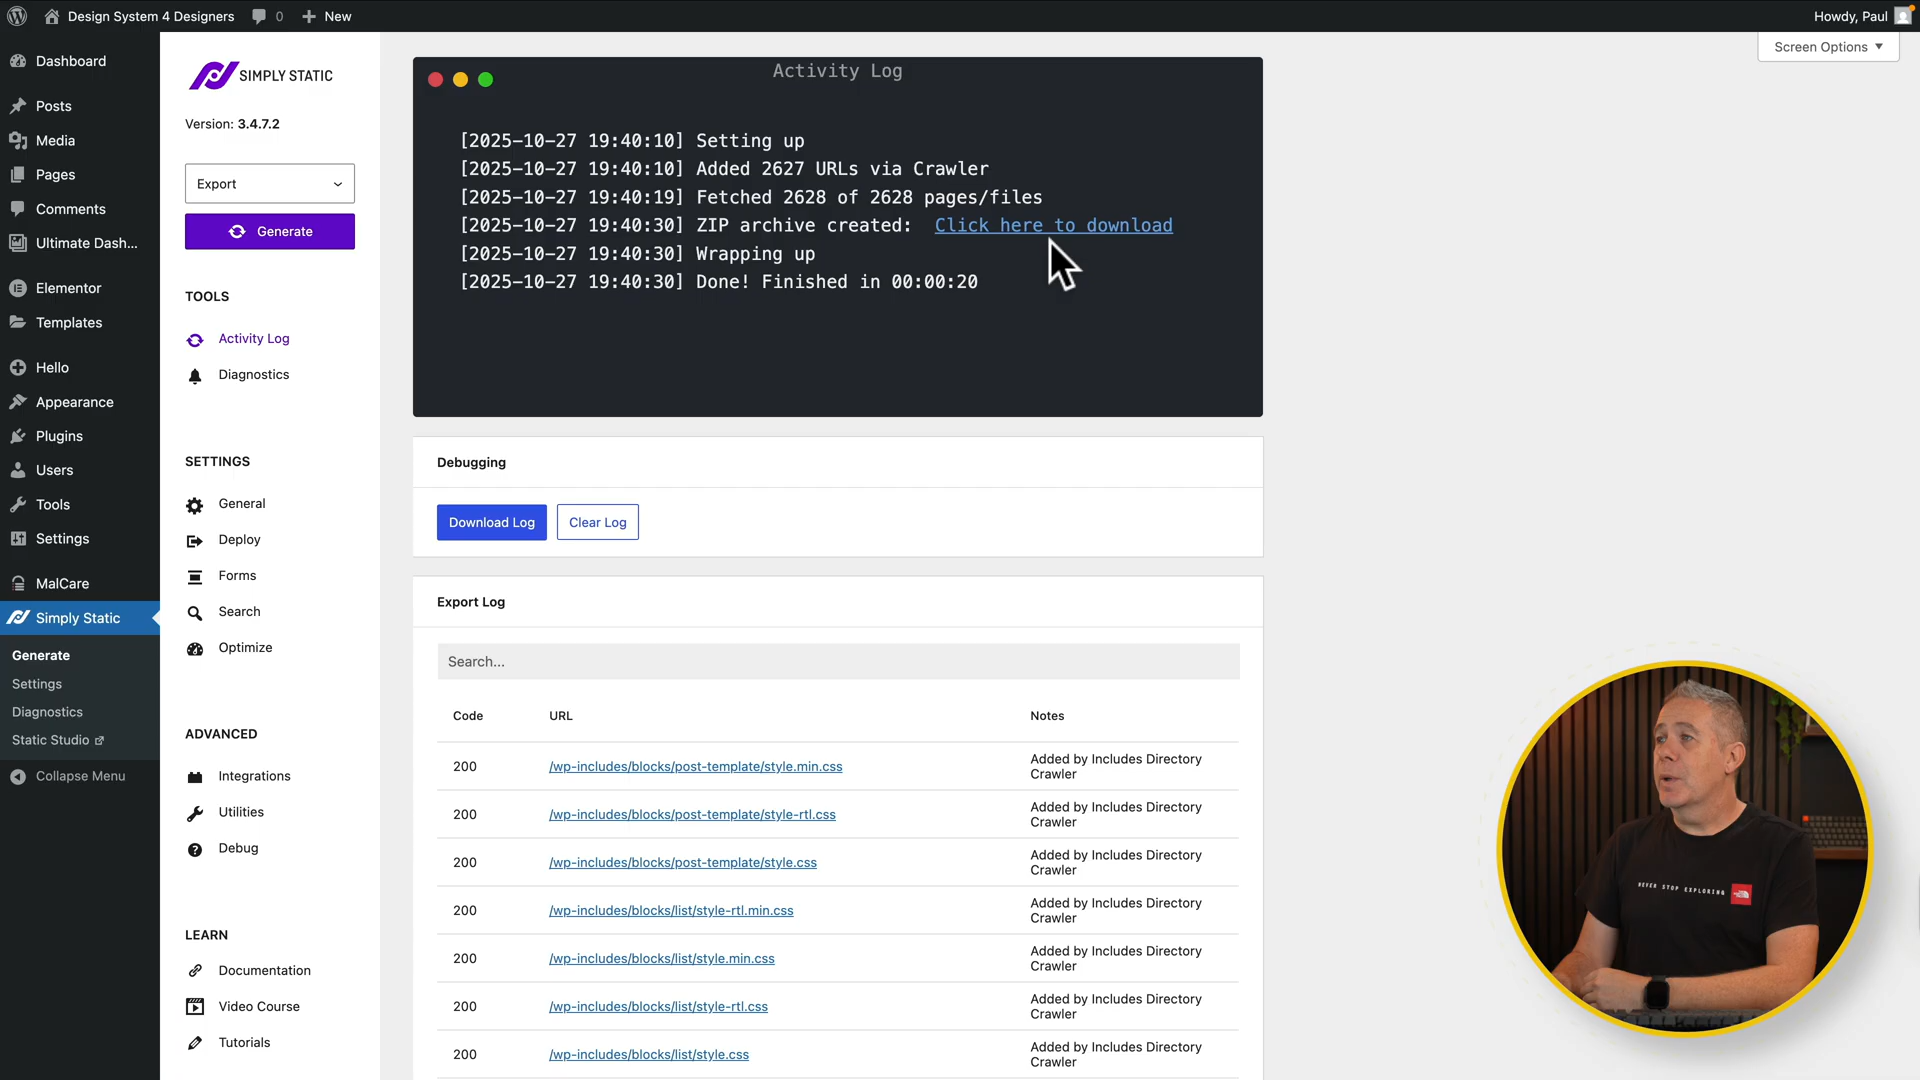 Design System 4 Designers
0
New
Howdy, Paul
Screen Options
Dashboard
Posts
Media
Pages
Comments
Ultimate Dash...
Elementor
Templates
Hello
Appearance
Plugins
Users
Tools
Settings
MalCare
Simply Static
Generate
Settings
Diagnostics
Static Studio
Collapse Menu
SIMPLY STATIC
Version: 3.4.7.2
Export
Generate
TOOLS
Activity Log
Diagnostics
SETTINGS
General
Deploy
Forms
Search
Optimize
ADVANCED
Integrations
Utilities
Debug
LEARN
Documentation
Video Course
Tutorials
Activity Log
[2025-10-27 19:40:10] Setting up
[2025-10-27 19:40:10] Added 2627 URLs via Crawler
[2025-10-27 19:40:19] Fetched 2628 of 2628 pages/files
[2025-10-27 19:40:30] ZIP archive created: Click here to download
[2025-10-27 19:40:30] Wrapping up
[2025-10-27 19:40:30] Done! Finished in 00:00:20
Debugging
Download Log
Clear Log
Export Log
Search...
Code URL Notes
200 /wp-includes/blocks/post-template/style.min.css Added by Includes Directory
Crawler
200 /wp-includes/blocks/post-template/style-rtl.css Added by Includes Directory
Crawler
200 /wp-includes/blocks/post-template/style.css Added by Includes Directory
Crawler
200 /wp-includes/blocks/list/style-rtl.min.css Added by Includes Directory
Crawler
200 /wp-includes/blocks/list/style.min.css Added by Includes Directory
Crawler
200 /wp-includes/blocks/list/style-rtl.css Added by Includes Directory
Crawler
200 /wp-includes/blocks/list/style.css Added by Includes Directory
Crawler
NEVER STOP EXPLORING